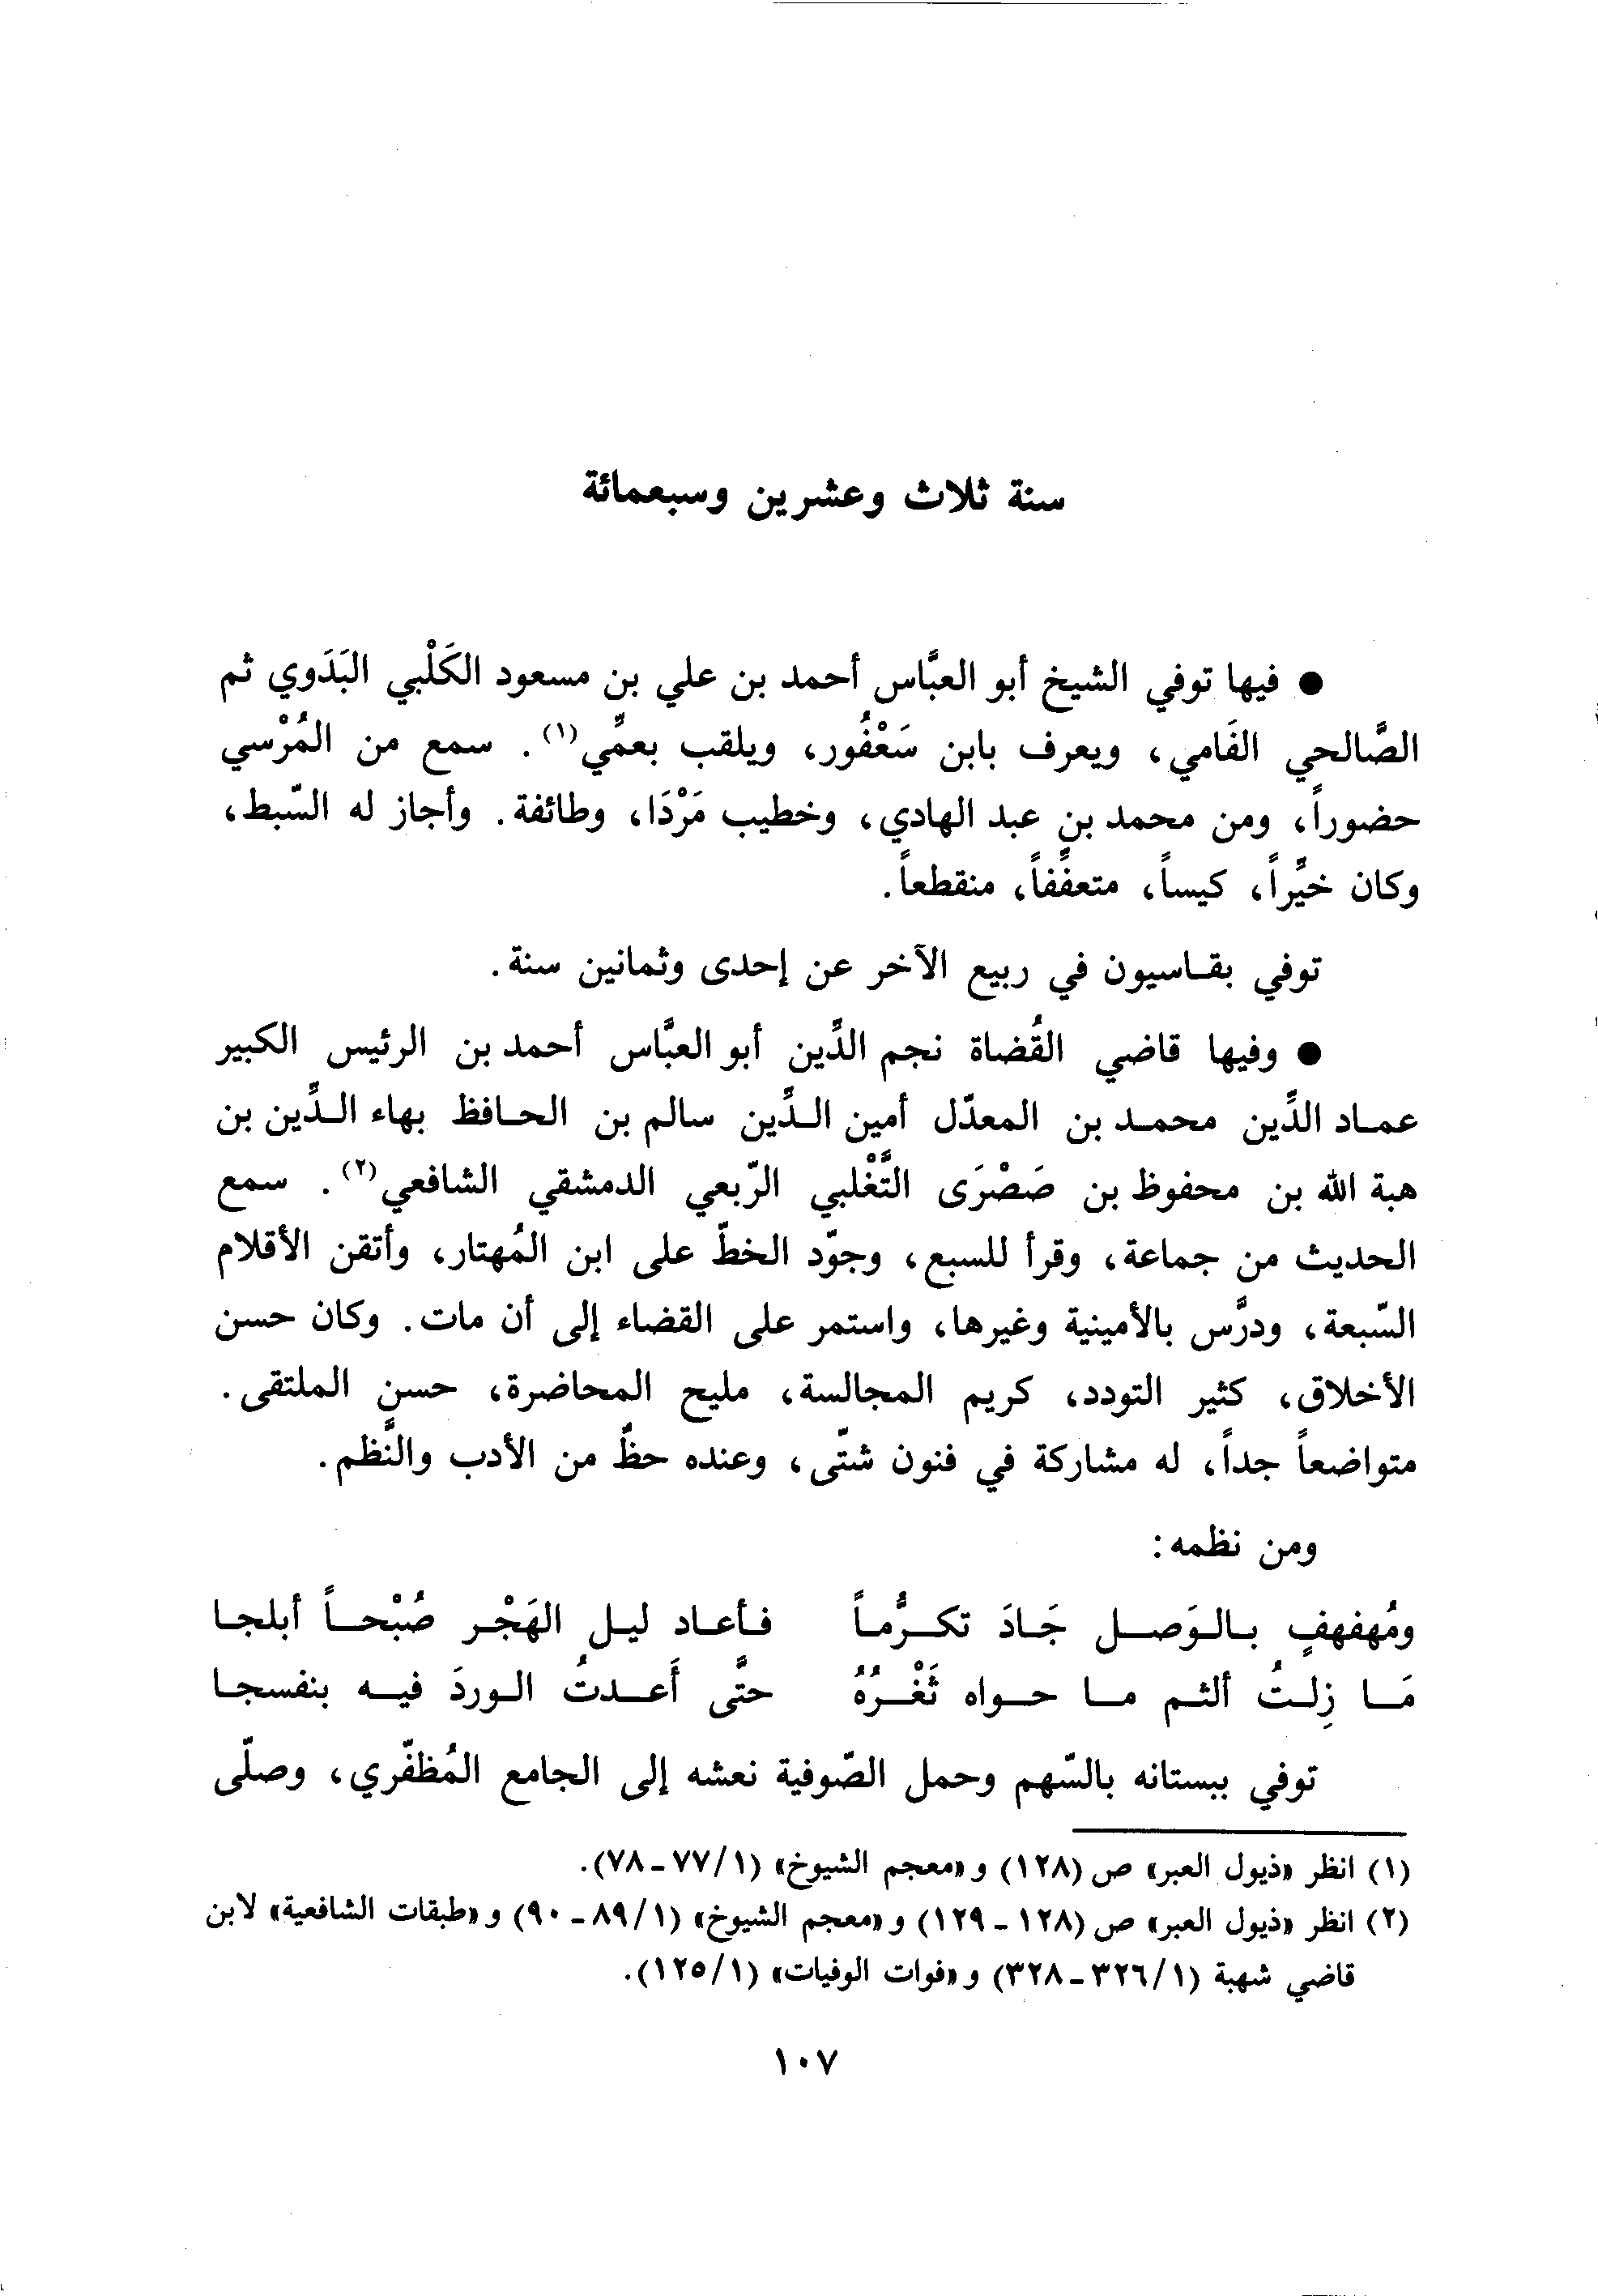 سنة ثلاث وعشرين وسبعمائة
● فيها توفي الشيخ أبو العبَّاس أحمد بن علي بن مسعود الكَلْبي البَدَوي ثم
الصَّالحي الفَامي، ويعرف بابن سَعْفُور، ويلقب بعمِّي(١). سمع من المُرْسي
حضوراً، ومن محمد بن عبد الهادي، وخطيب مَرْدَا، وطائفة. وأجاز له السّبط،
وكان خيِّراً، كيساً، متعفِّفاً، منقطعاً.
توفي بقاسيون في ربيع الآخر عن إحدى وثمانين سنة.
● وفيها قاضي القُضاة نجم الدِّين أبو العبَّاس أحمد بن الرئيس الكبير
عماد الدِّين محمد بن المعدّل أمين الدِّين سالم بن الحافظ بهاء الدِّين بن
هبة الله بن محفوظ بن صَصْرَى التَّغْلبي الرّبعي الدمشقي الشافعي(٢). سمع
الحديث من جماعة، وقرأ للسبع، وجوّد الخطّ على ابن المُهتار، وأتقن الأقلام
السّبعة، ودرَّس بالأمينية وغيرها، واستمر على القضاء إلى أن مات. وكان حسن
الأخلاق، كثير التودد، كريم المجالسة، مليح المحاضرة، حسن الملتقى.
متواضعاً جداً، له مشاركة في فنون شتّى، وعنده حظّ من الأدب والنَّظم.
ومن نظمه:
ومُهفهفٍ بالوَصل جَادَ تكرُّماً فأعاد ليل الهَجْر صُبْحاً أبلجا
مَا زِلتُ ألثم ما حواه ثَغْرُهُ حتَّى أَعدتُ الوردَ فيه بنفسجا
توفي ببستانه بالسّهم وحمل الصّوفية نعشه إلى الجامع المُظفّري، وصلّى
(١) انظر «ذيول العبر» ص (١٢٨) و«معجم الشيوخ» (١/ ٧٧ - ٧٨).
(٢) انظر «ذيول العبر» ص (١٢٨ - ١٢٩) و«معجم الشيوخ» (١/ ٨٩ - ٩٠) و«طبقات الشافعية» لابن
قاضي شهبة (١/ ٣٢٦ - ٣٢٨) و«فوات الوفيات» (١/ ١٢٥).
١٠٧